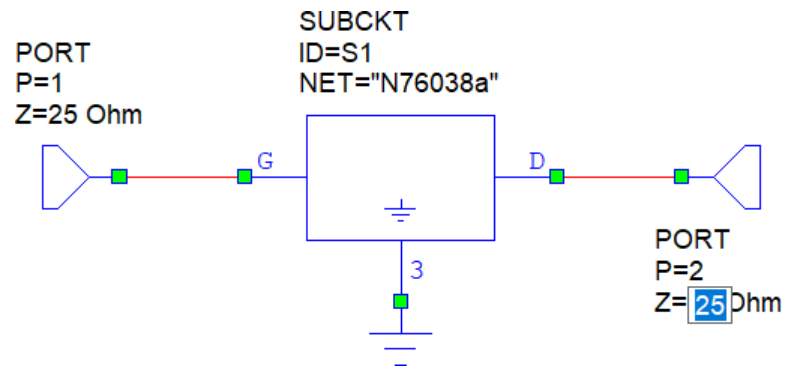 SUBCKT
ID=S1
NET="N76038a"
PORT
P=1
Z=25 Ohm
G
D
3
PORT
P=2
Z=25 Ohm